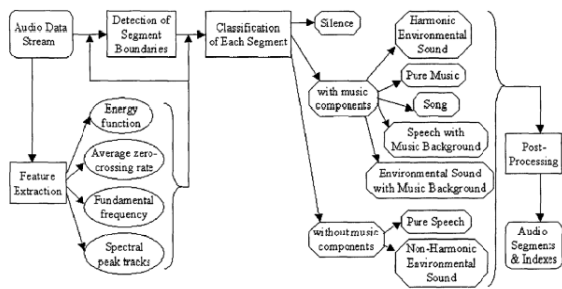 Audio Data
Stream
Detection of
Segment
Boundaries
Classification
of Each Segment
Silence
Harmonic
Environmental
Sound
with music
components
Pure Music
Song
Speech with
Music Background
Environmental Sound
with Music Background
without music
components
Pure Speech
Non-Harmonic
Environmental
Sound
Feature
Extraction
Energy
function
Average zero-
crossing rate
Fundamental
frequency
Spectral
peak tracks
Post-
Processing
Audio
Segments
& Indexes